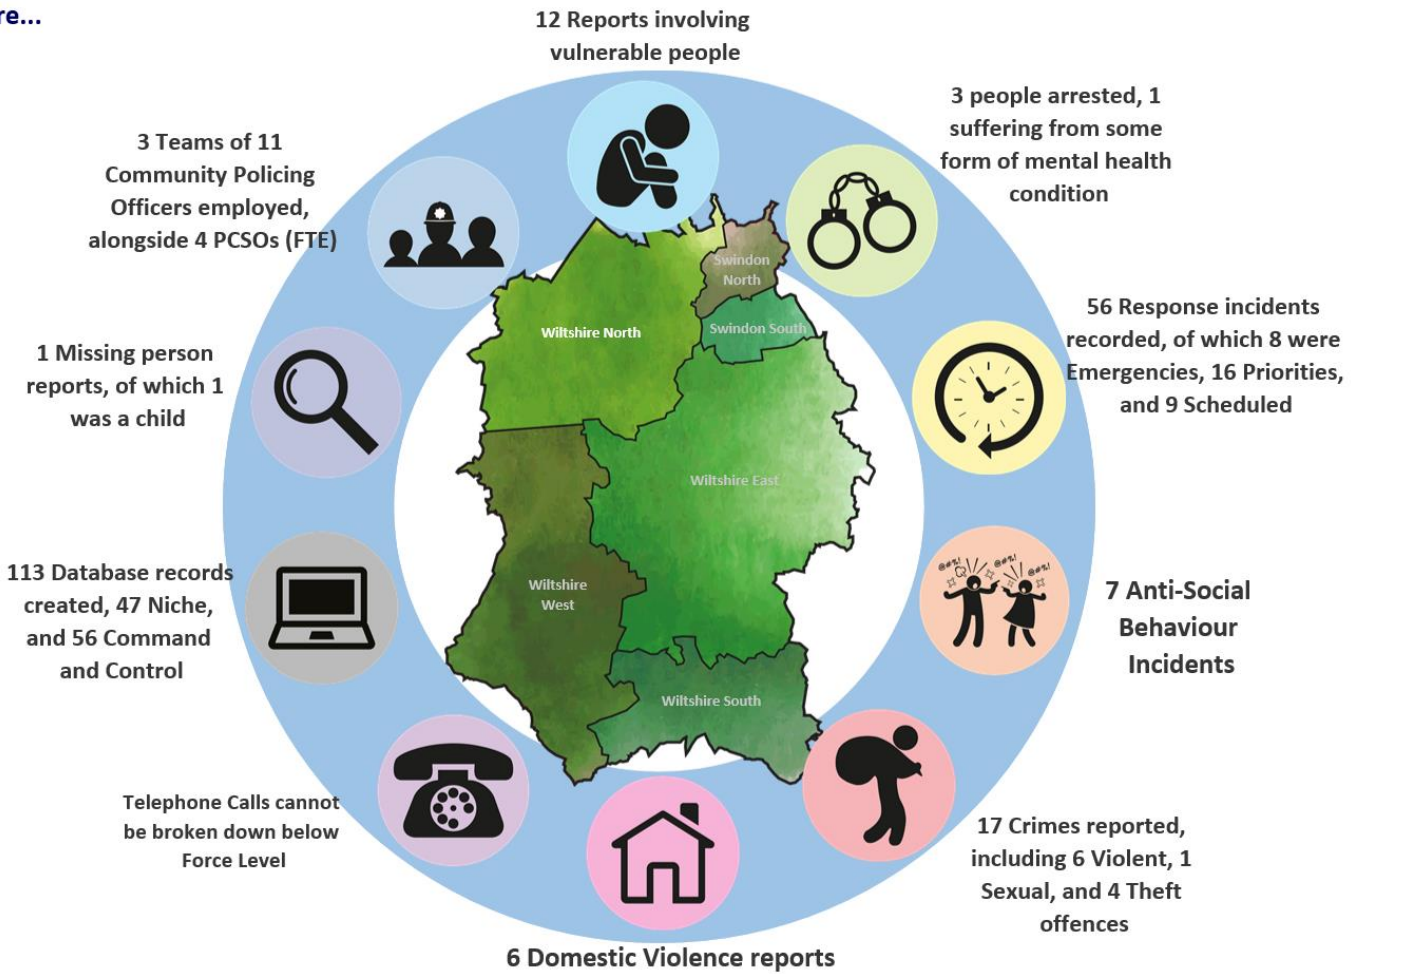 re...
12 Reports involving
vulnerable people
3 people arrested, 1
suffering from some
form of mental health
condition
3 Teams of 11
Community Policing
Officers employed,
alongside 4 PCSOs (FTE)
Swindon
North
56 Response incidents
recorded, of which 8 were
Emergencies, 16 Priorities,
and 9 Scheduled
Wiltshire North
Swindon South
1 Missing person
reports, of which 1
was a child
Wiltshire East
@#%!
@#%!
@#%!
113 Database records
created, 47 Niche,
and 56 Command
and Control
Wiltshire
West
7 Anti-Social
Behaviour
Incidents
Wiltshire South
Telephone Calls cannot
be broken down below
Force Level
17 Crimes reported,
including 6 Violent, 1
Sexual, and 4 Theft
offences
6 Domestic Violence reports